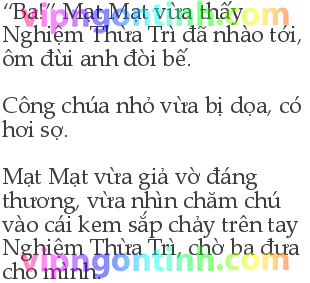 “Ba!” Mạt Mạt vừa thấy
Nghiệm Thừa Trì đã nhào tới,
ôm đùi anh đòi bế.
Công chúa nhỏ vừa bị dọa, có
hơi sợ.
Mạt Mạt vừa giả vờ đáng
thương, vừa nhìn chăm chú
vào cái kem sắp chảy trên tay
Nghiêm Thừa Trì, chờ ba đưa
cho mình.
vipngontinh.com
vipngontinh.com